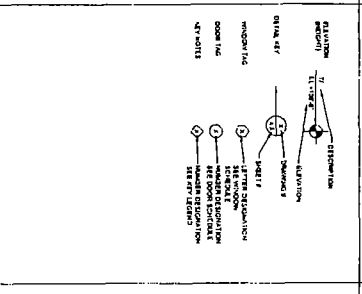 ELEVATION
(HEIGHT)
DESCRIPTION
ELEVATION
DETAIL KEY
DRAWING #
SHEET #
WINDOW TAG
LETTER DESIGNATION
SEE WINDOW
SCHEDULE
DOOR TAG
NUMBER DESIGNATION
SEE DOOR SCHEDULE
KEY NOTES
NUMBER DESIGNATION
SEE KEY LEGEND